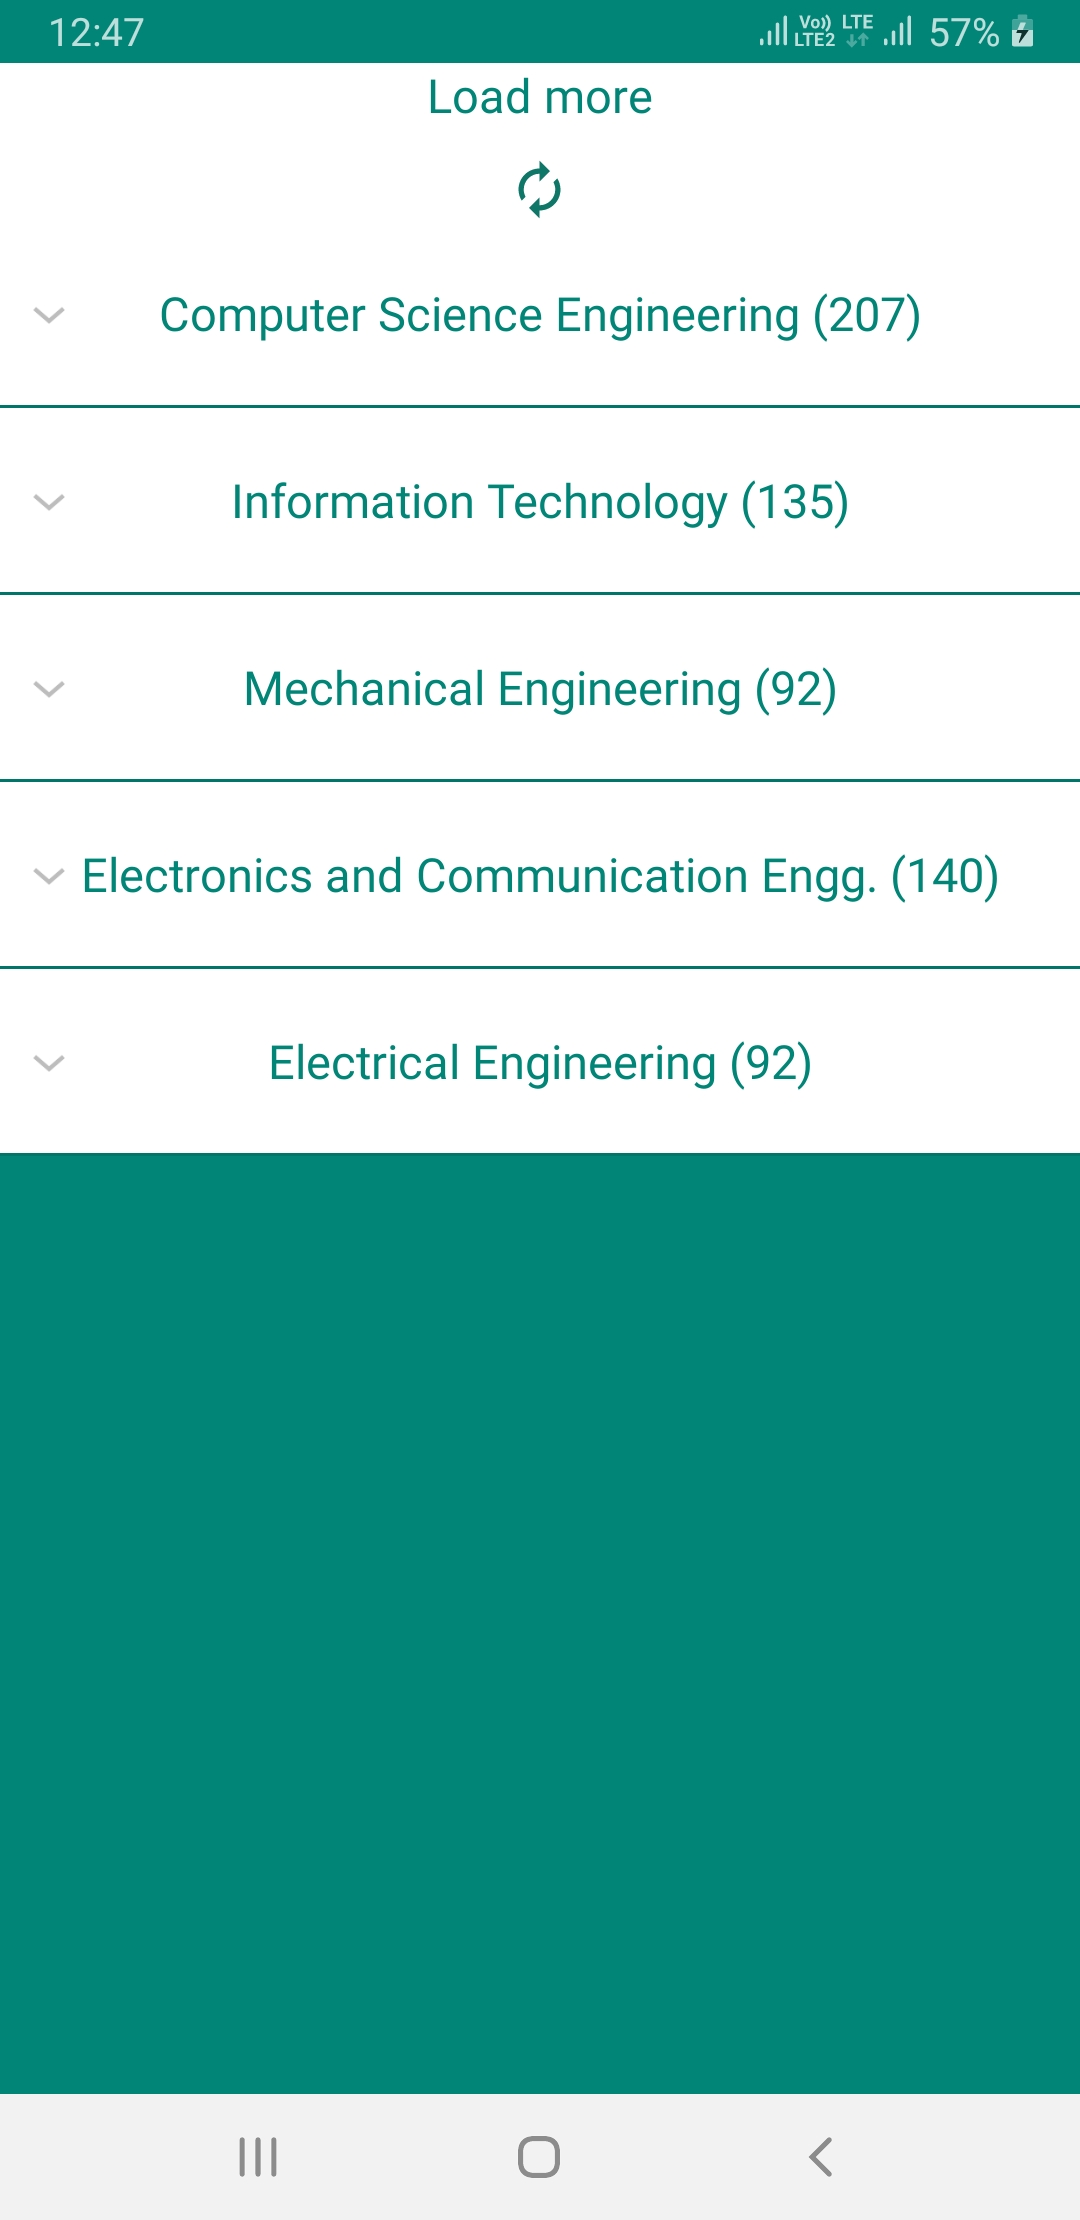 12:47
Vo)) LTE
LTE2
57%
Load more
Computer Science Engineering (207)
Information Technology (135)
Mechanical Engineering (92)
Electronics and Communication Engg. (140)
Electrical Engineering (92)